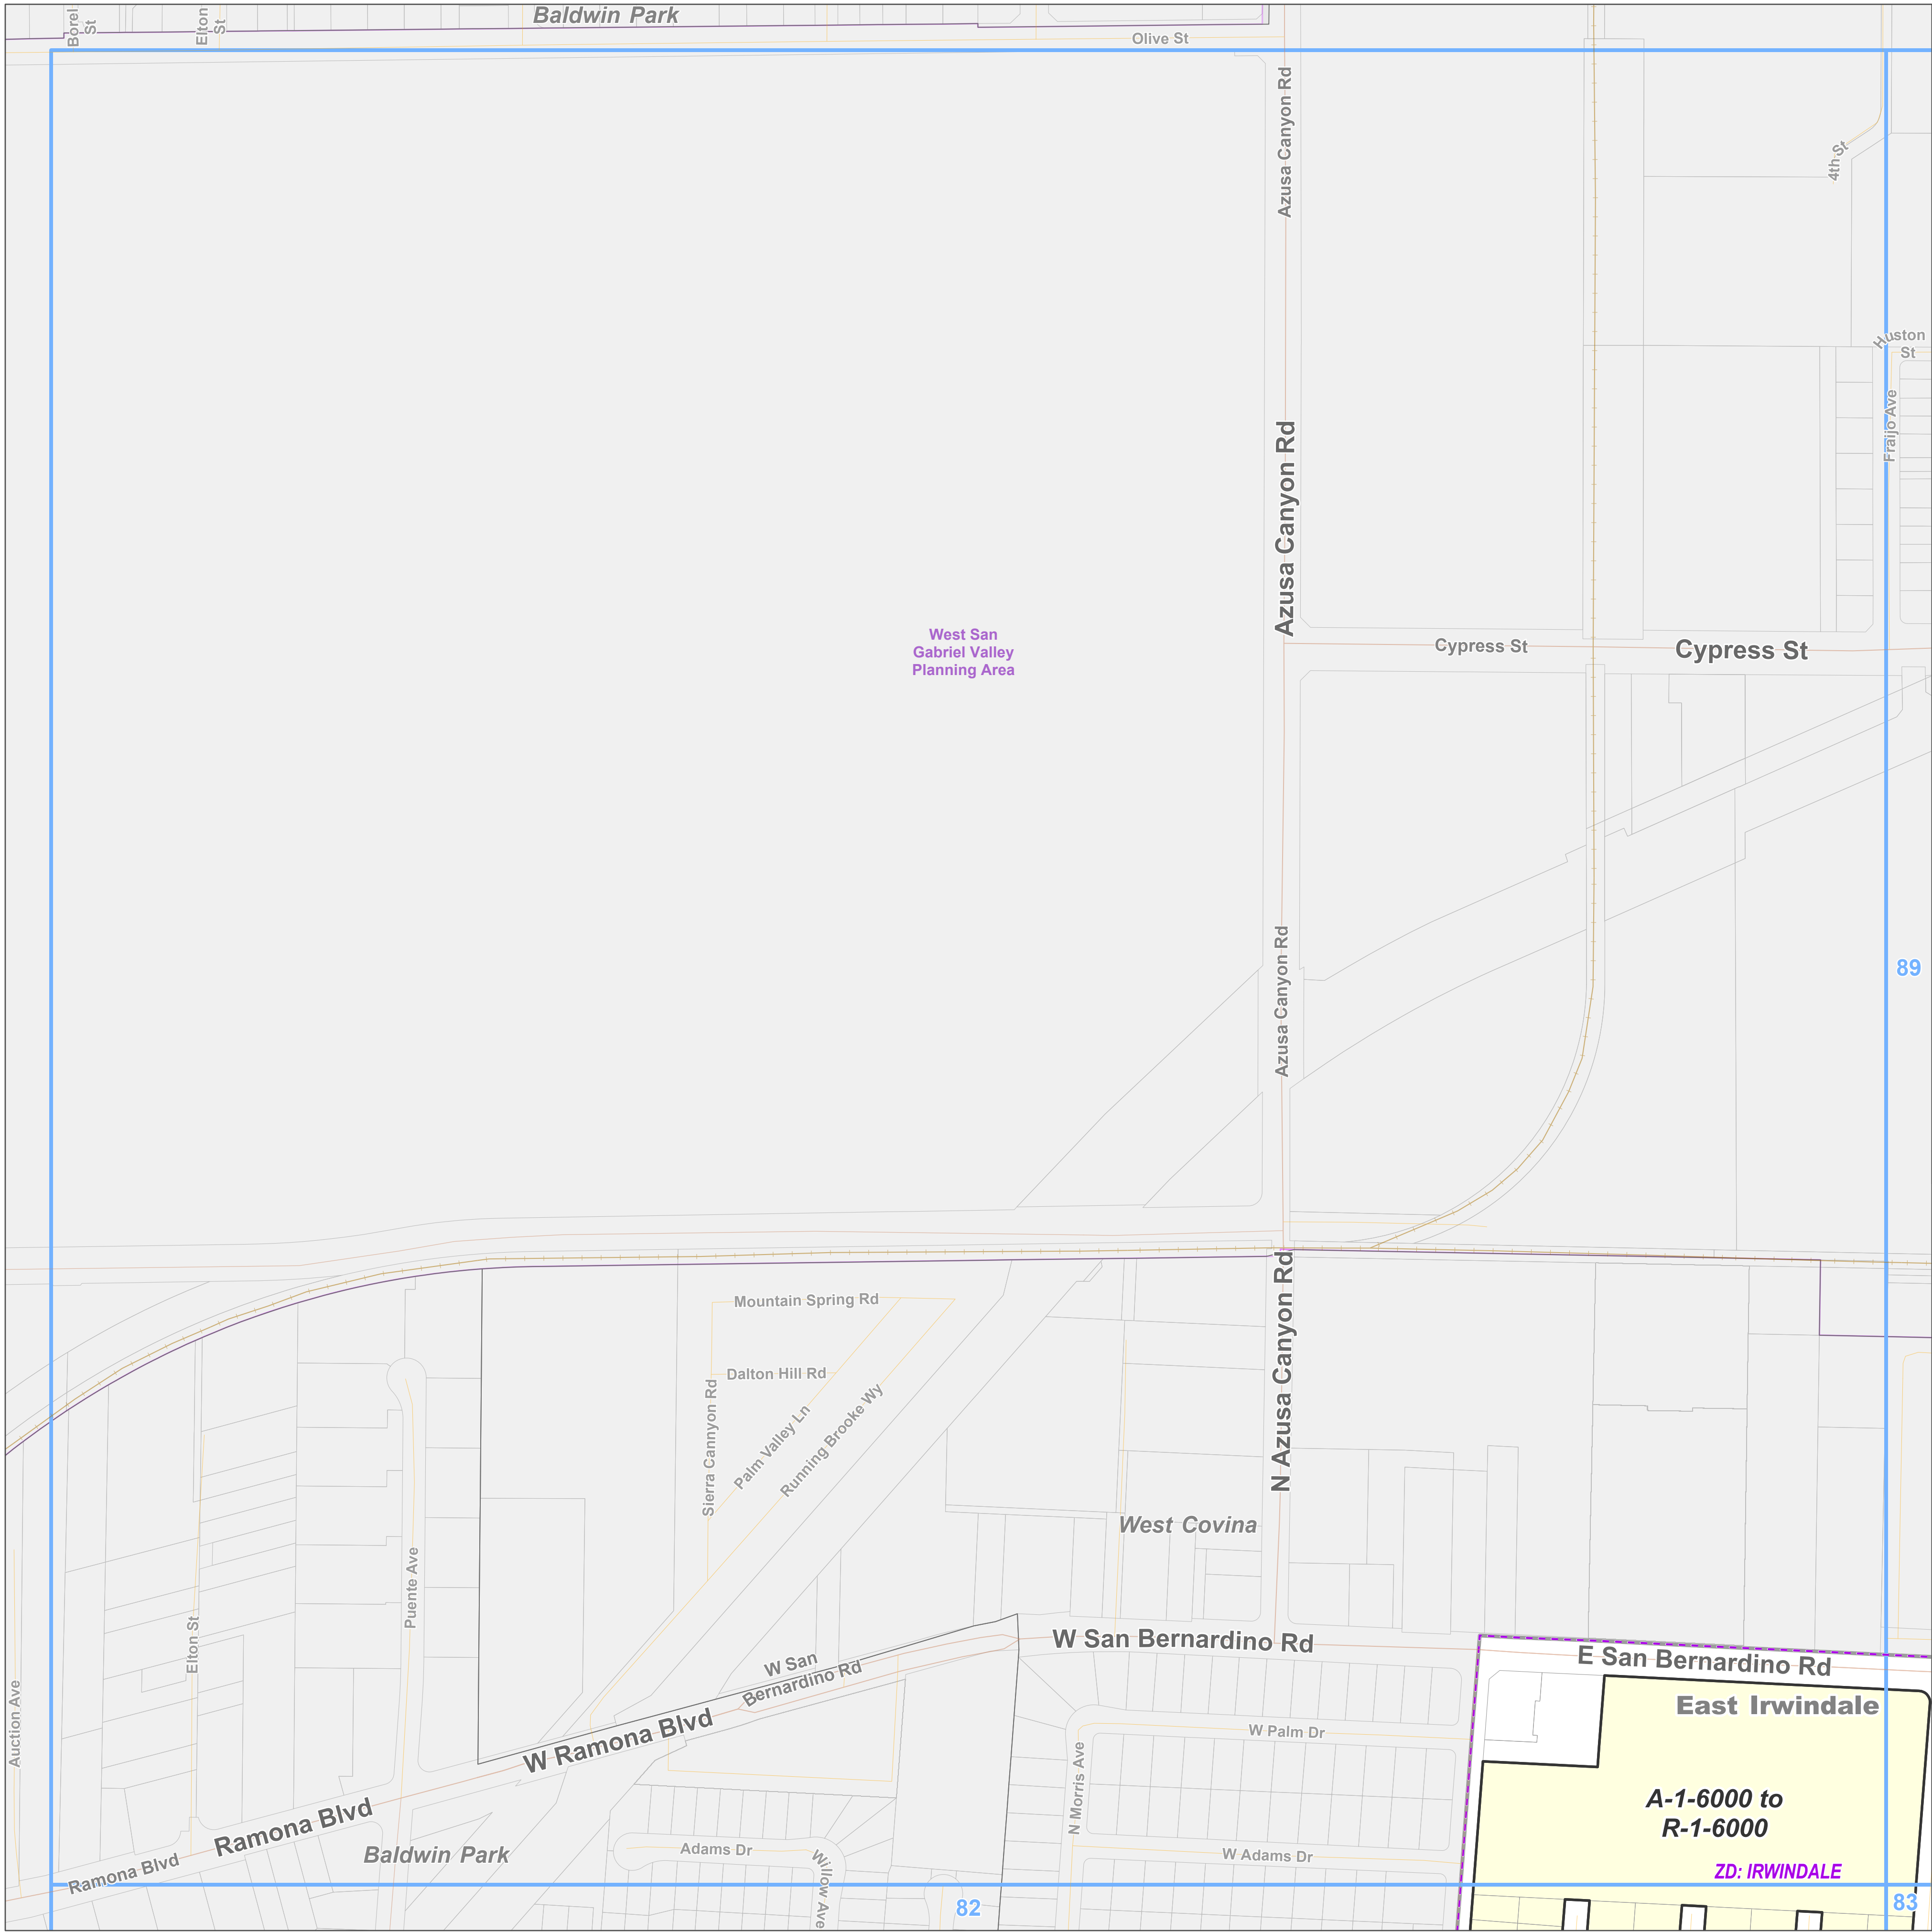 Baldwin Park
Borel
St
Elton
St
Olive St
Azusa Canyon Rd
4th St
Huston
St
Fraijo Ave
Azusa Canyon Rd
West San
Gabriel Valley
Planning Area
Cypress St
Cypress St
Azusa Canyon Rd
89
Mountain Spring Rd
Dalton Hill Rd
Sierra Cannyon Rd
Palm Valley Ln
Running Brooke Wy
N Azusa Canyon Rd
West Covina
Puente Ave
Elton St
Auction Ave
W San
Bernardino Rd
W San Bernardino Rd
E San Bernardino Rd
East Irwindale
W Ramona Blvd
W Palm Dr
N Morris Ave
A-1-6000 to
R-1-6000
Ramona Blvd
Ramona Blvd
Baldwin Park
Adams Dr
Willow Ave
W Adams Dr
ZD: IRWINDALE
82
83